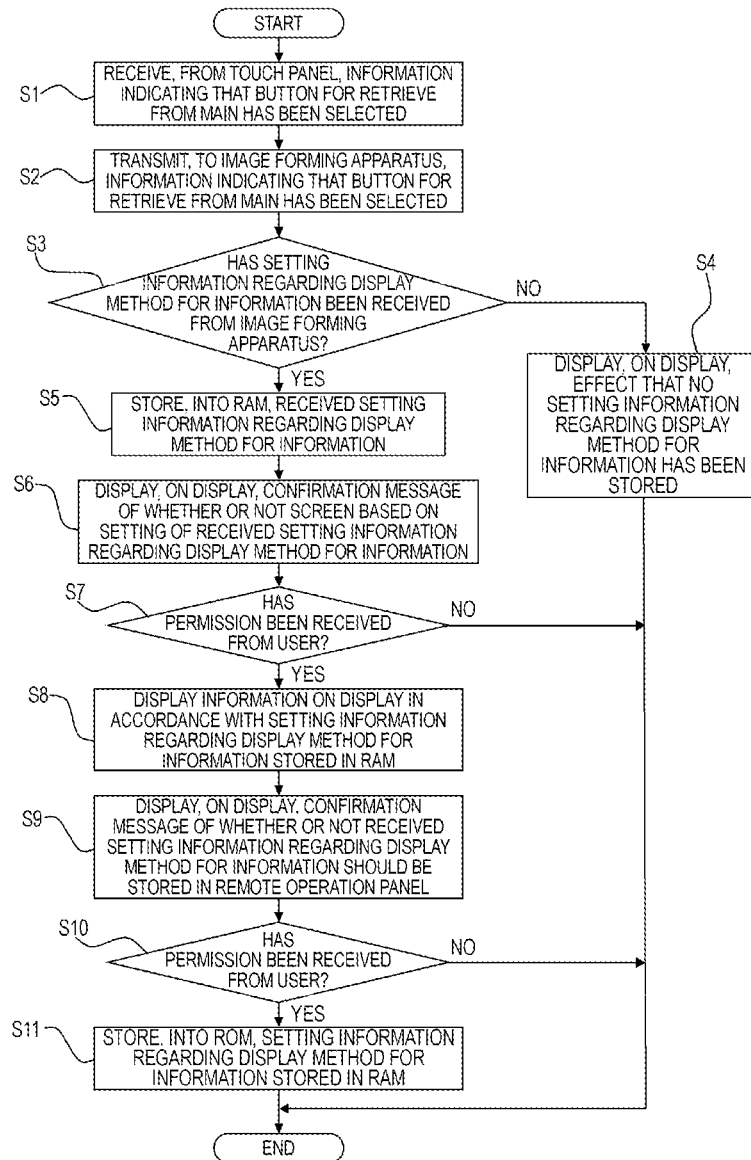 START
S1
RECEIVE, FROM TOUCH PANEL, INFORMATION
INDICATING THAT BUTTON FOR RETRIEVE
FROM MAIN HAS BEEN SELECTED
S2
TRANSMIT, TO IMAGE FORMING APPARATUS,
INFORMATION INDICATING THAT BUTTON FOR
RETRIEVE FROM MAIN HAS BEEN SELECTED
S3
HAS SETTING
INFORMATION REGARDING DISPLAY
METHOD FOR INFORMATION BEEN RECEIVED
FROM IMAGE FORMING
APPARATUS?
NO
YES
S4
DISPLAY, ON DISPLAY,
EFFECT THAT NO
SETTING INFORMATION
REGARDING DISPLAY
METHOD FOR
INFORMATION HAS BEEN
STORED
S5
STORE, INTO RAM, RECEIVED SETTING
INFORMATION REGARDING DISPLAY
METHOD FOR INFORMATION
S6
DISPLAY, ON DISPLAY, CONFIRMATION MESSAGE
OF WHETHER OR NOT SCREEN BASED ON
SETTING OF RECEIVED SETTING INFORMATION
REGARDING DISPLAY METHOD FOR INFORMATION
S7
HAS
PERMISSION BEEN RECEIVED
FROM USER?
NO
YES
S8
DISPLAY INFORMATION ON DISPLAY IN
ACCORDANCE WITH SETTING INFORMATION
REGARDING DISPLAY METHOD FOR
INFORMATION STORED IN RAM
S9
DISPLAY, ON DISPLAY, CONFIRMATION
MESSAGE OF WHETHER OR NOT RECEIVED
SETTING INFORMATION REGARDING DISPLAY
METHOD FOR INFORMATION SHOULD BE
STORED IN REMOTE OPERATION PANEL
S10
HAS
PERMISSION BEEN RECEIVED
FROM USER?
NO
YES
S11
STORE, INTO ROM, SETTING INFORMATION
REGARDING DISPLAY METHOD FOR
INFORMATION STORED IN RAM
END